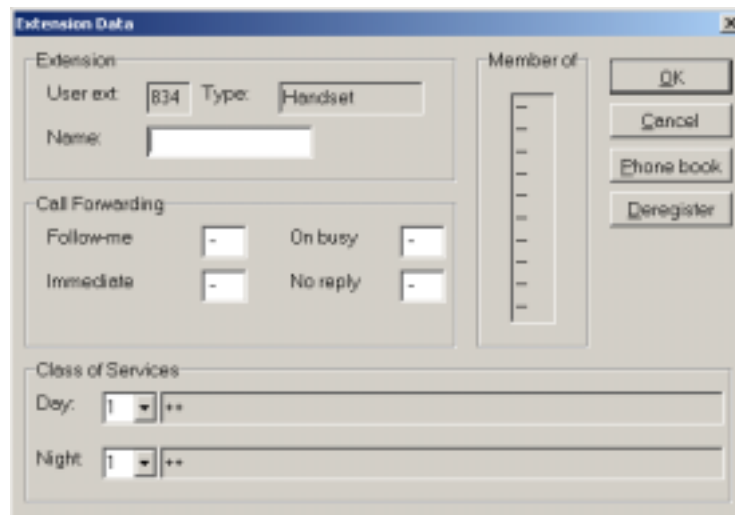 Extension Data
Extension
User ext: 834 Type: Handset
Name:
Call Forwarding
Follow-me - On busy -
Immediate - No reply -
Member of
-
-
-
-
-
-
-
-
-
-
OK
Cancel
Phone book
Deregister
Class of Services
Day: 1 ++
Night: 1 ++